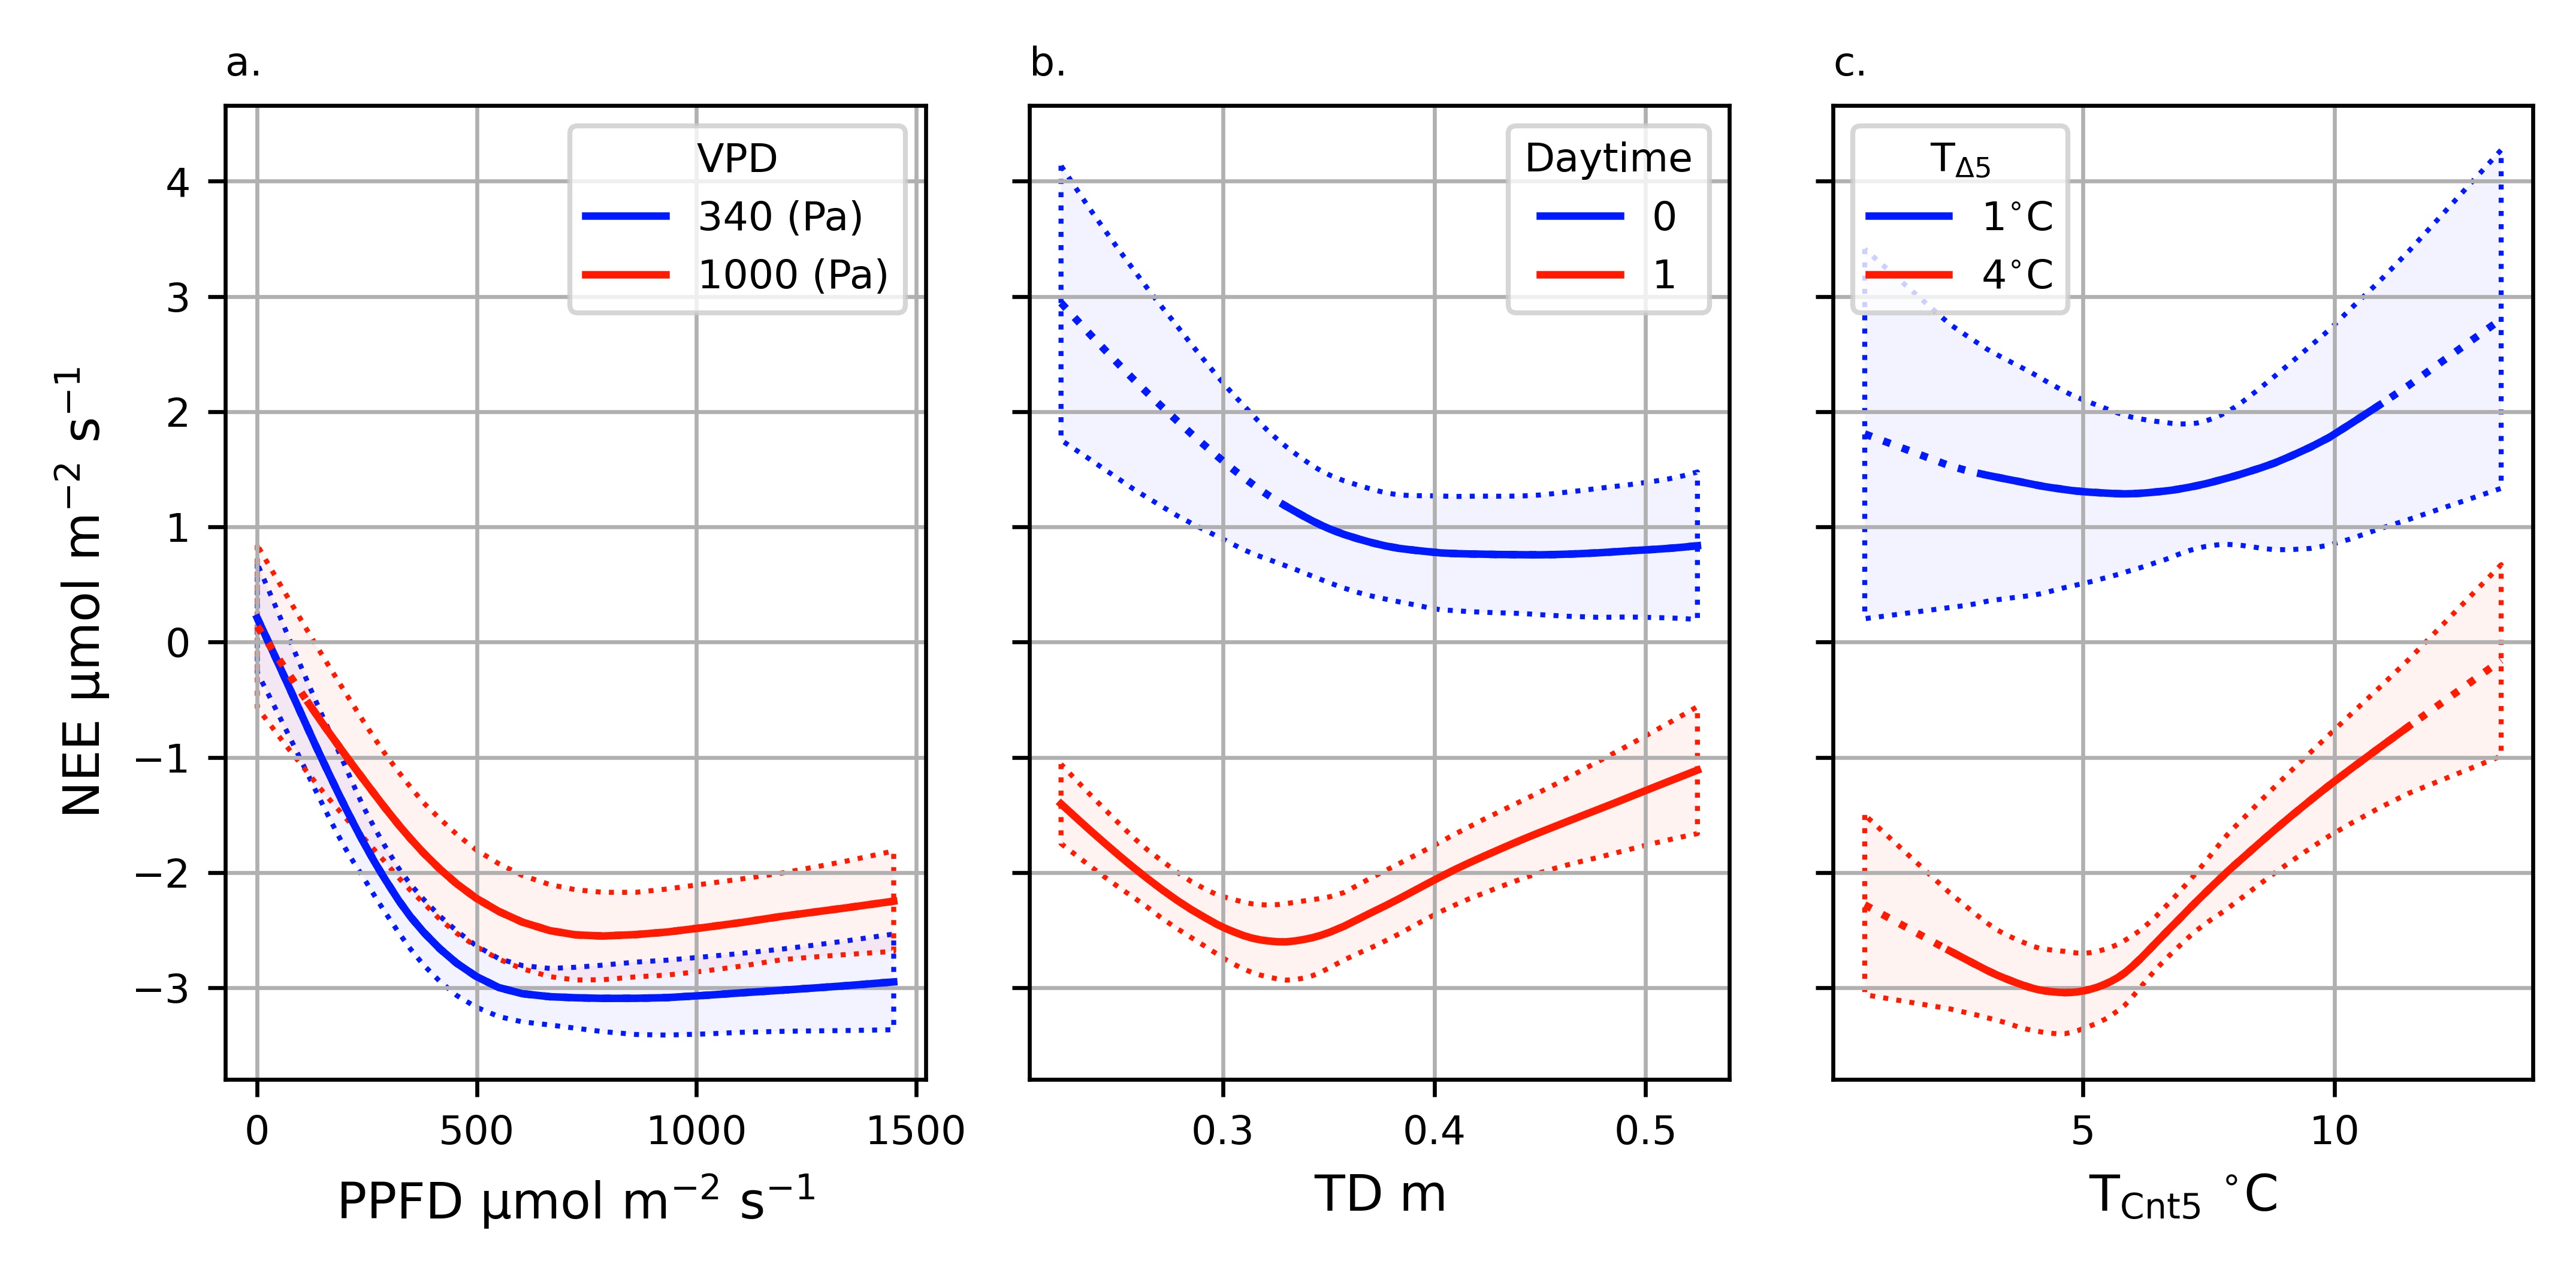 a.
b.
c.
VPD
340 (Pa)
1000 (Pa)
Daytime
0
1
T_Δ5
1°C
4°C
NEE µmol m⁻² s⁻¹
4
3
2
1
0
−1
−2
−3
0 500 1000 1500
0.3 0.4 0.5
5 10
PPFD µmol m⁻² s⁻¹
TD m
T_Cnt5 °C